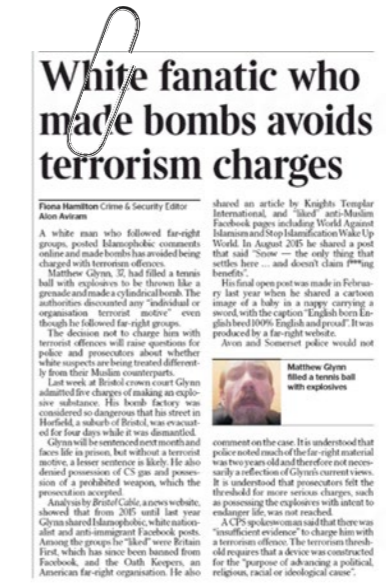 White fanatic who
made bombs avoids
terrorism charges
Fiona Hamilton Crime & Security Editor
Alon Aviram
A white man who followed far-right
groups, posted Islamophobic comments
online and made bombs has avoided being
charged with terrorism offences.
Matthew Glynn, 37, had filled a tennis
ball with explosives to be thrown like a
grenade and made a cylindrical bomb. The
authorities discounted any "individual or
organisation terrorist motive" even
though he followed far-right groups.
The decision not to charge him with
terrorist offences will raise questions for
police and prosecutors about whether
white suspects are being treated different-
ly from their Muslim counterparts.
Last week at Bristol crown court Glynn
admitted five charges of making an explo-
sive substance. His bomb factory was
considered so dangerous that his street in
Horfield, a suburb of Bristol, was evacuat-
ed for four days while it was dismantled.
Glynn will be sentenced next month and
faces life in prison, but without a terrorist
motive, a lesser sentence is likely. He also
denied possession of CS gas and posses-
sion of a prohibited weapon, which the
prosecution accepted.
Analysis by Bristol Cable, a news website,
showed that from 2015 until last year
Glynn shared Islamophobic, white nation-
alist and anti-immigrant Facebook posts.
Among the groups he "liked" were Britain
First, which has since been banned from
Facebook, and the Oath Keepers, an
American far-right organisation. He also
shared an article by Knights Templar
International, and "liked" anti-Muslim
Facebook pages including World Against
Islamism and Stop Islamification Wake Up
World. In August 2015 he shared a post
that said "Snow — the only thing that
settles here ... and doesn't claim f***ing
benefits".
His final open post was made in Februa-
ry last year when he shared a cartoon
image of a baby in a nappy carrying a
sword, with the caption "English born En-
glish bred 100% English and proud". It was
produced by a far-right website.
Avon and Somerset police would not
Matthew Glynn
filled a tennis ball
with explosives
comment on the case. It is understood that
police noted much of the far-right material
was two years old and therefore not neces-
sarily a reflection of Glynn's current views.
It is understood that prosecutors felt the
threshold for more serious charges, such
as possessing the explosives with intent to
endanger life, was not reached.
A CPS spokeswoman said that there was
"insufficient evidence" to charge him with
a terrorism offence. The terrorism thresh-
old requires that a device was constructed
for the "purpose of advancing a political,
religious, racial or ideological cause".